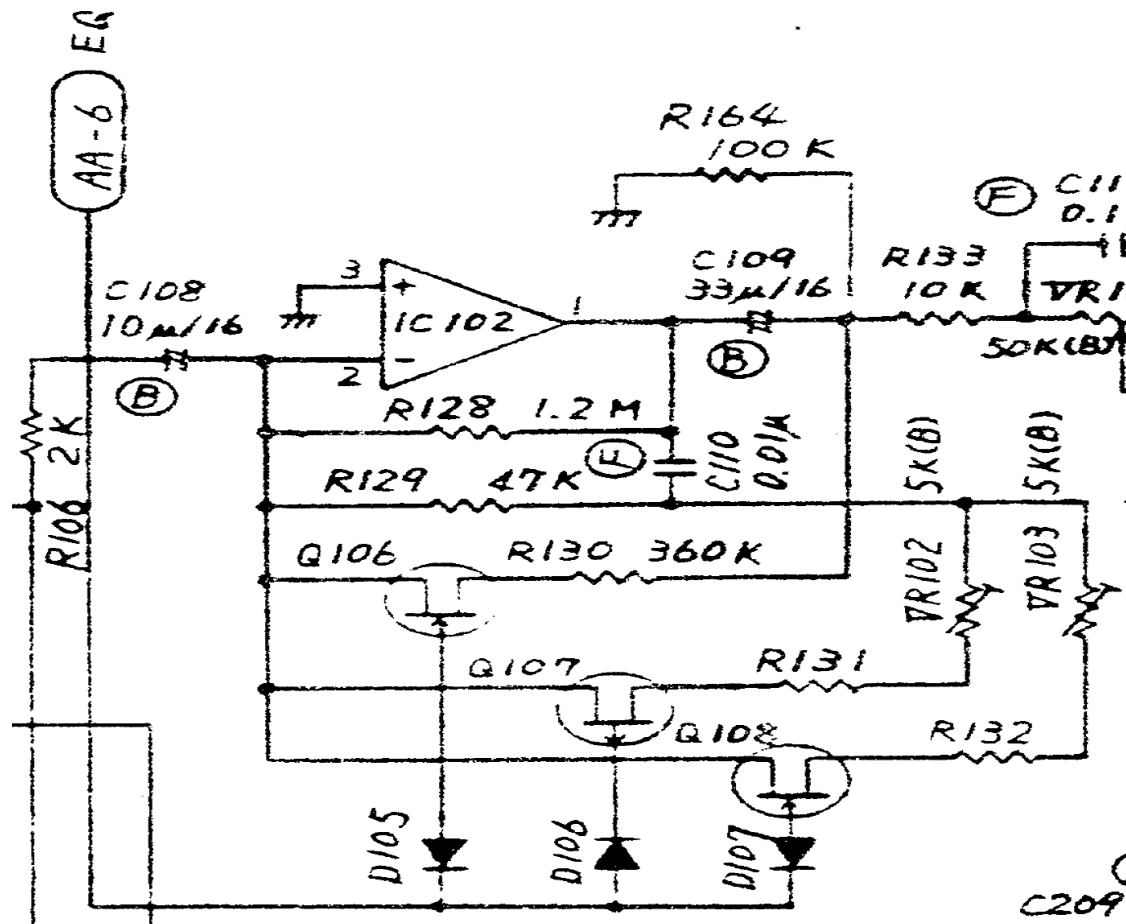 EQ
AA-6
R164
100K
F
C11
0.1
C108
10μ/16
B
3
+
IC102
1
-
2
C109
33μ/16
B
R133
10K
VR1
50K(B)
R128 1.2M
F
C110
0.01μ
R129 47K
R106 2K
5K(B)
VR102
5K(B)
VR103
Q106
R130 360K
Q107
R131
Q108
R132
D105
D106
D107
C209